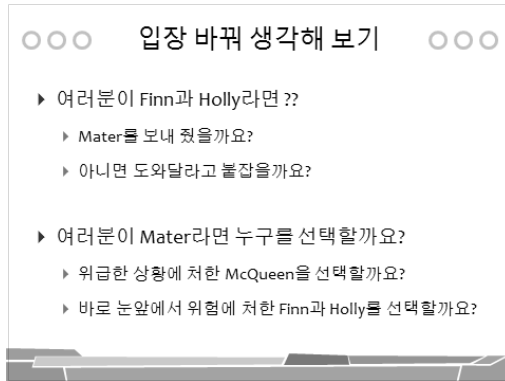 입장 바꿔 생각해 보기
여러분이 Finn과 Holly라면 ??
Mater를 보내 줬을까요?
아니면 도와달라고 붙잡을까요?
여러분이 Mater라면 누구를 선택할까요?
위급한 상황에 처한 McQueen을 선택할까요?
바로 눈앞에서 위험에 처한 Finn과 Holly를 선택할까요?